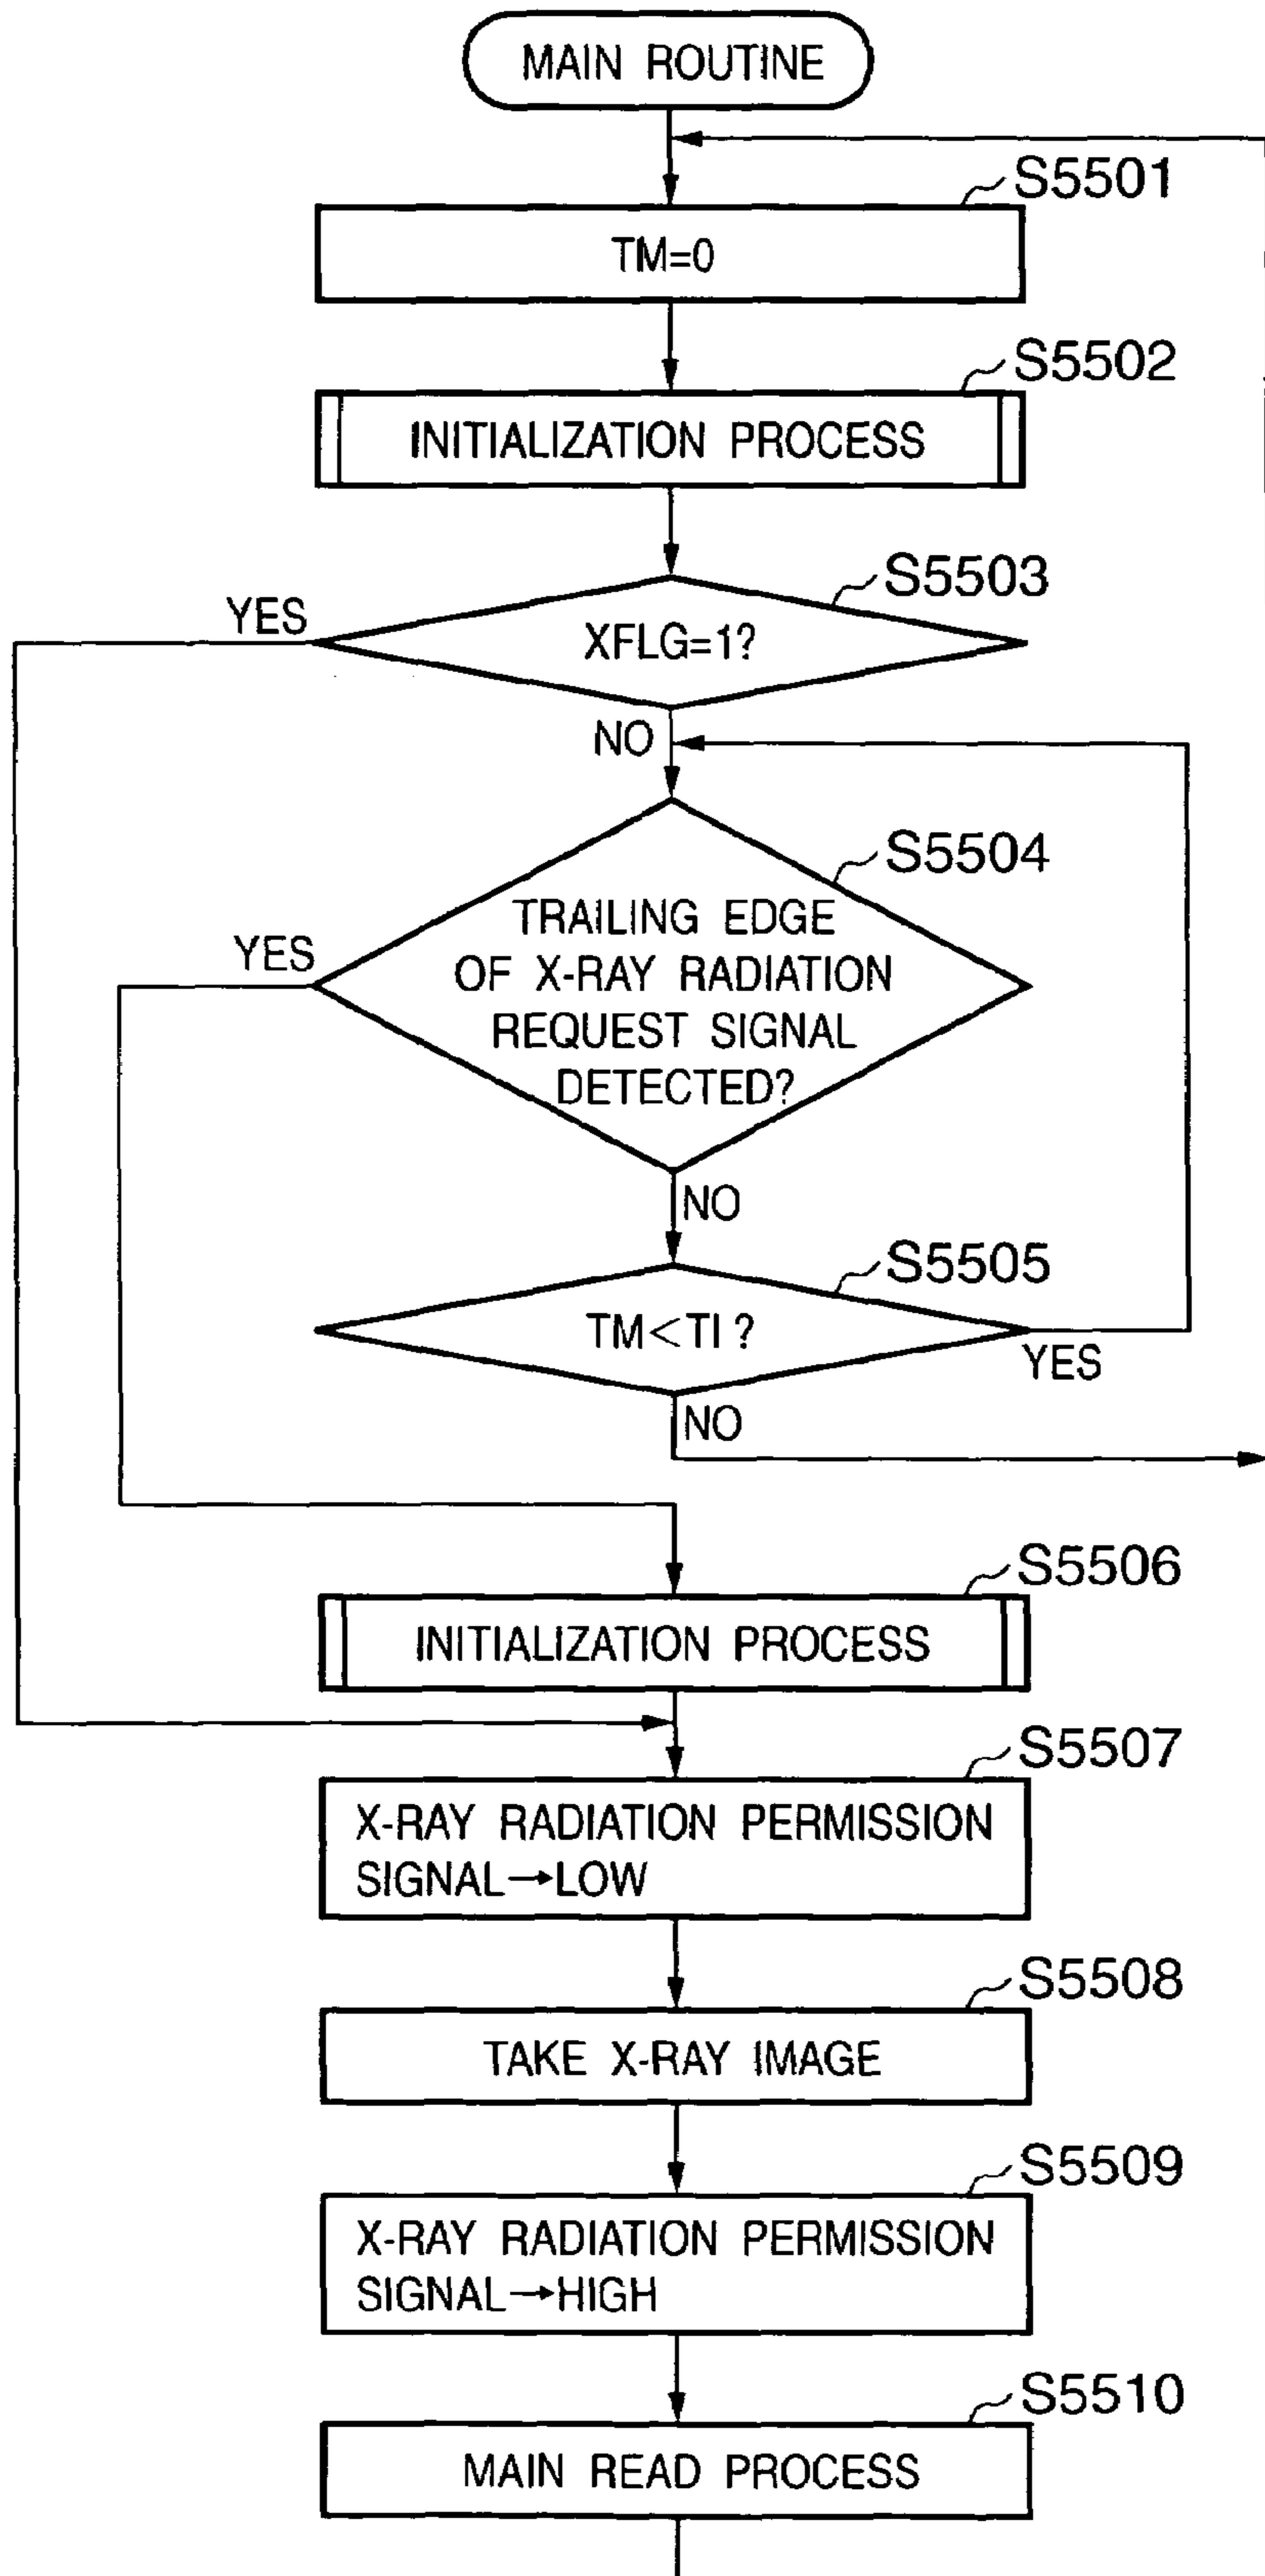 MAIN ROUTINE
S5501
TM=0
S5502
INITIALIZATION PROCESS
S5503
YES
XFLG=1?
NO
S5504
YES
TRAILING EDGE
OF X-RAY RADIATION
REQUEST SIGNAL
DETECTED?
NO
S5505
TM<TI ?
YES
NO
S5506
INITIALIZATION PROCESS
S5507
X-RAY RADIATION PERMISSION
SIGNAL→LOW
S5508
TAKE X-RAY IMAGE
S5509
X-RAY RADIATION PERMISSION
SIGNAL→HIGH
S5510
MAIN READ PROCESS